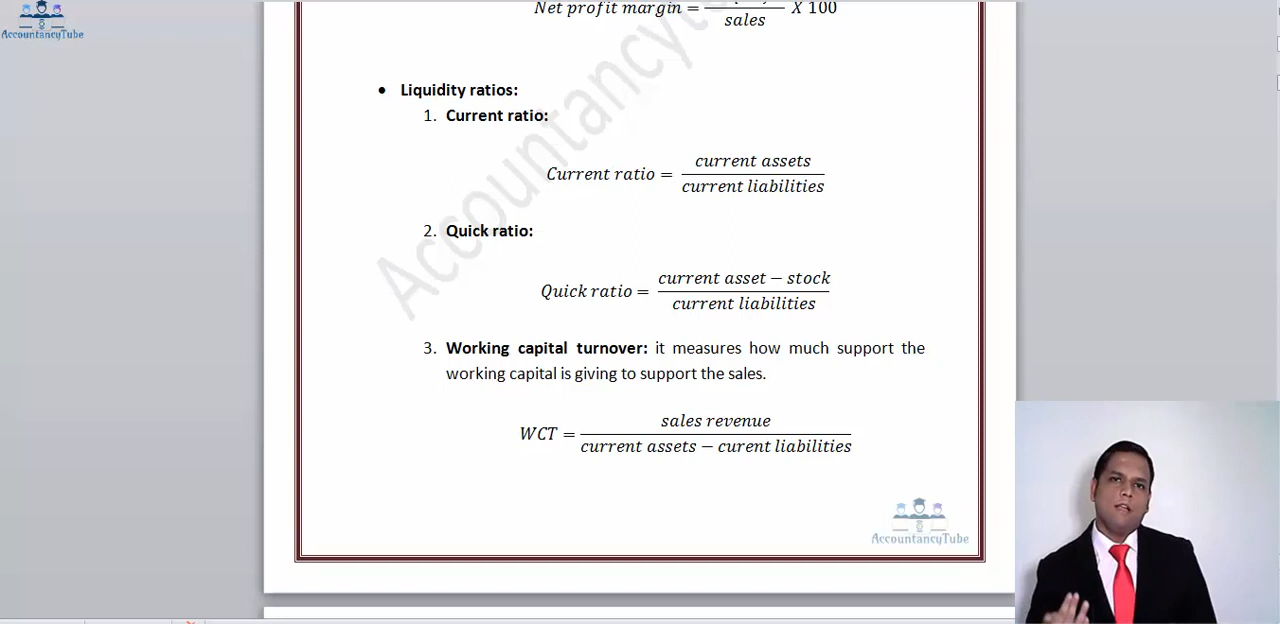 AccountancyTube
Net profit margin = ———— X 100
sales
• Liquidity ratios:
1. Current ratio:
Current ratio = current assets
current liabilities
2. Quick ratio:
Quick ratio = current asset − stock
current liabilities
3. Working capital turnover: it measures how much support the
working capital is giving to support the sales.
WCT = sales revenue
current assets − curent liabilities
AccountancyTube
AccountancyTube